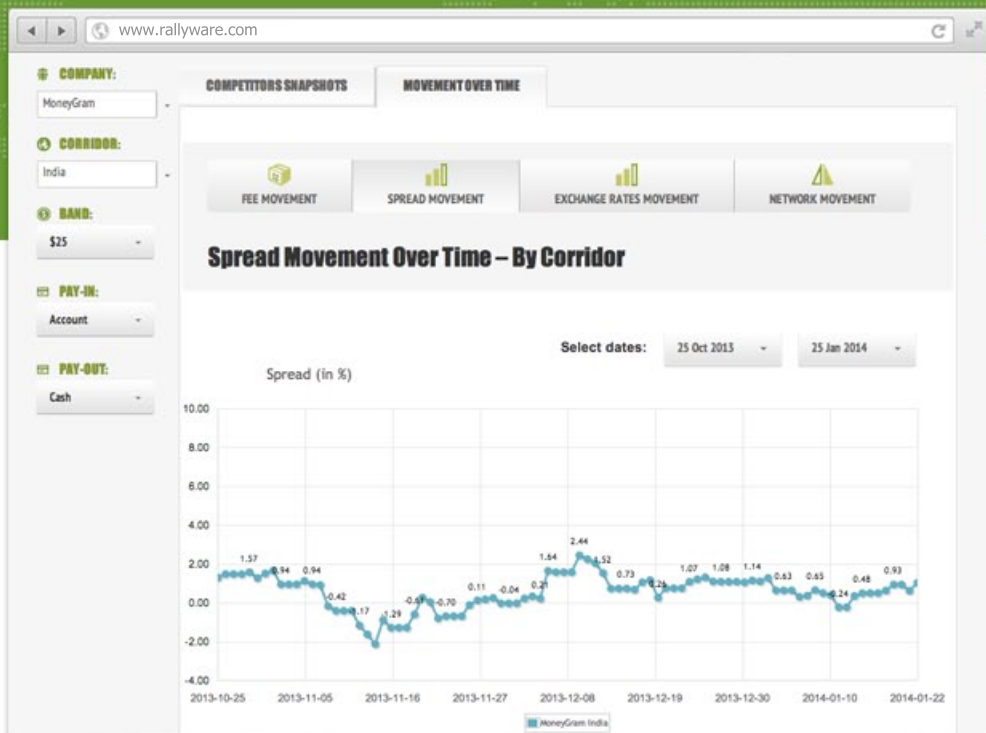 www.rallyware.com
COMPANY:
MoneyGram
CORRIDOR:
India
BAND:
$25
PAY-IN:
Account
PAY-OUT:
Cash
COMPETITORS SNAPSHOTS
MOVEMENT OVER TIME
FEE MOVEMENT
SPREAD MOVEMENT
EXCHANGE RATES MOVEMENT
NETWORK MOVEMENT
Spread Movement Over Time – By Corridor
Select dates: 25 Oct 2013 25 Jan 2014
Spread (in %)
10.00
8.00
6.00
4.00
2.00
0.00
-2.00
-4.00
1.57
0.94
0.94
-0.42
-1.29
-0.70
0.11
-0.04
1.64
2.44
0.73
1.07
1.08
1.14
0.63
0.65
-0.24
0.48
0.93
2013-10-25 2013-11-05 2013-11-16 2013-11-27 2013-12-08 2013-12-19 2013-12-30 2014-01-10 2014-01-22
MoneyGram India